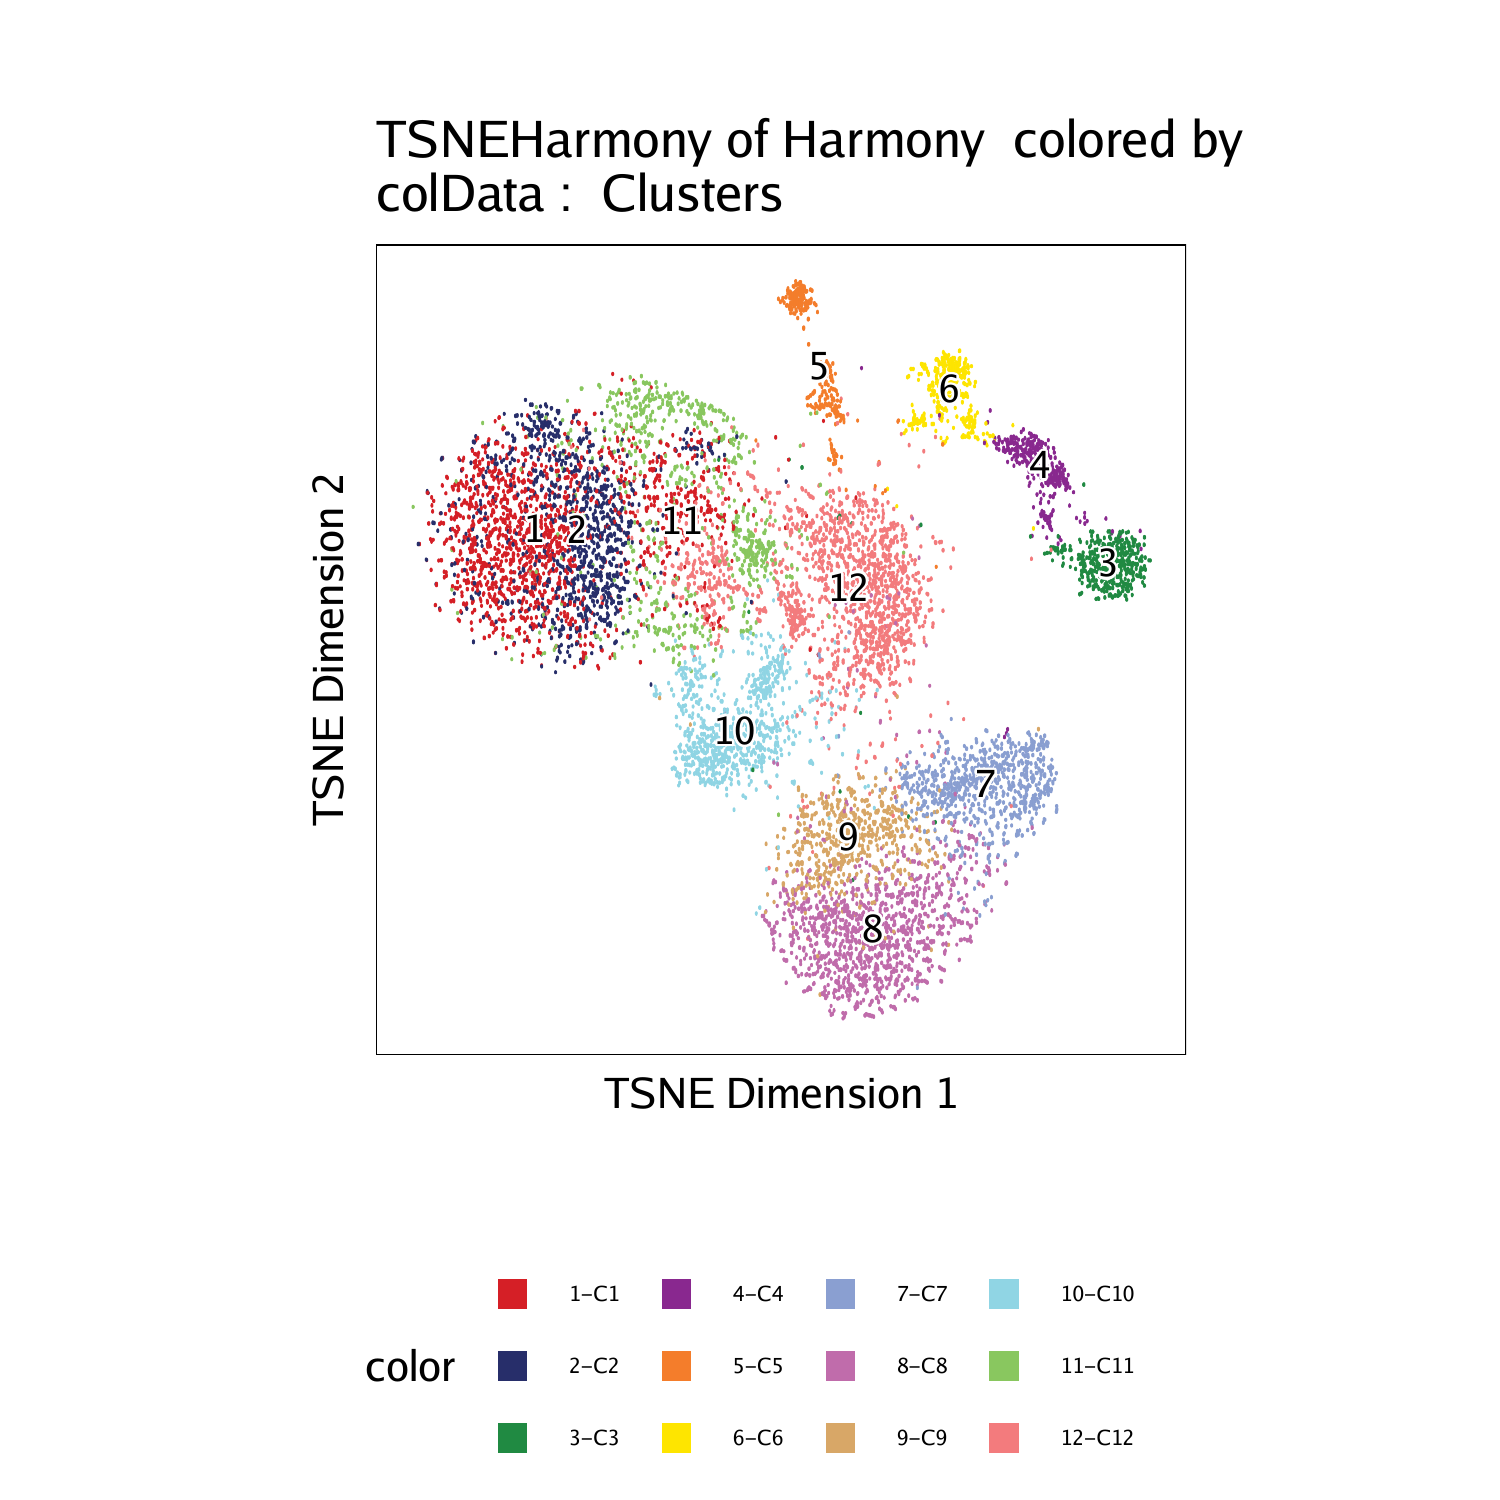 TSNEHarmony of Harmony  colored by
colData :  Clusters
5
6
4
11
1
2
3
12
10
7
9
8
TSNE Dimension 2
TSNE Dimension 1
color
1-C1
4-C4
7-C7
10-C10
2-C2
5-C5
8-C8
11-C11
3-C3
6-C6
9-C9
12-C12